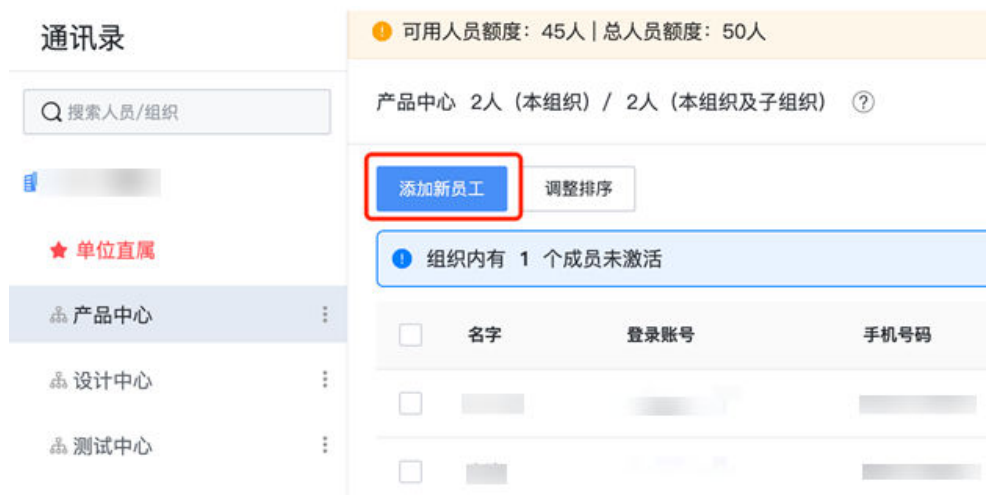 通讯录
搜索人员/组织
单位直属
产品中心
设计中心
测试中心
可用人员额度：45人 | 总人员额度：50人
产品中心 2人（本组织）/ 2人（本组织及子组织） ?
添加新员工 调整排序
组织内有 1 个成员未激活
名字 登录账号 手机号码